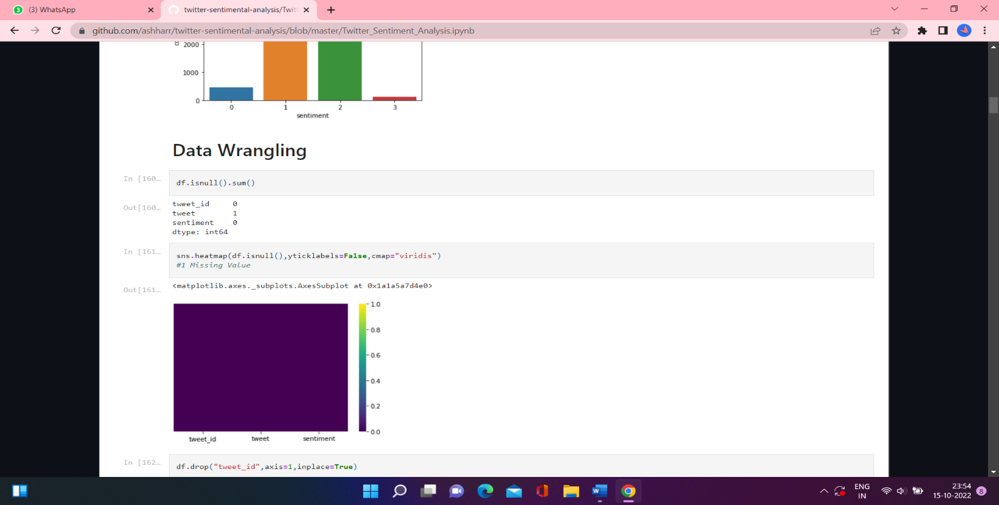 (3) WhatsApp
twitter-sentimental-analysis/Twitt
github.com/ashharr/twitter-sentimental-analysis/blob/master/Twitter_Sentiment_Analysis.ipynb
2000
1000
0
0 1 2 3
sentiment
Data Wrangling
In [160…
df.isnull().sum()
Out[160…
tweet_id 0
tweet 1
sentiment 0
dtype: int64
In [161…
sns.heatmap(df.isnull(),yticklabels=False,cmap="viridis")
#1 Missing Value
Out[161…
<matplotlib.axes._subplots.AxesSubplot at 0x1a1a5a7d4e0>
1.0
0.8
0.6
0.4
0.2
0.0
tweet_id tweet sentiment
In [162…
df.drop("tweet_id",axis=1,inplace=True)
ENG
IN
23:54
15-10-2022
8